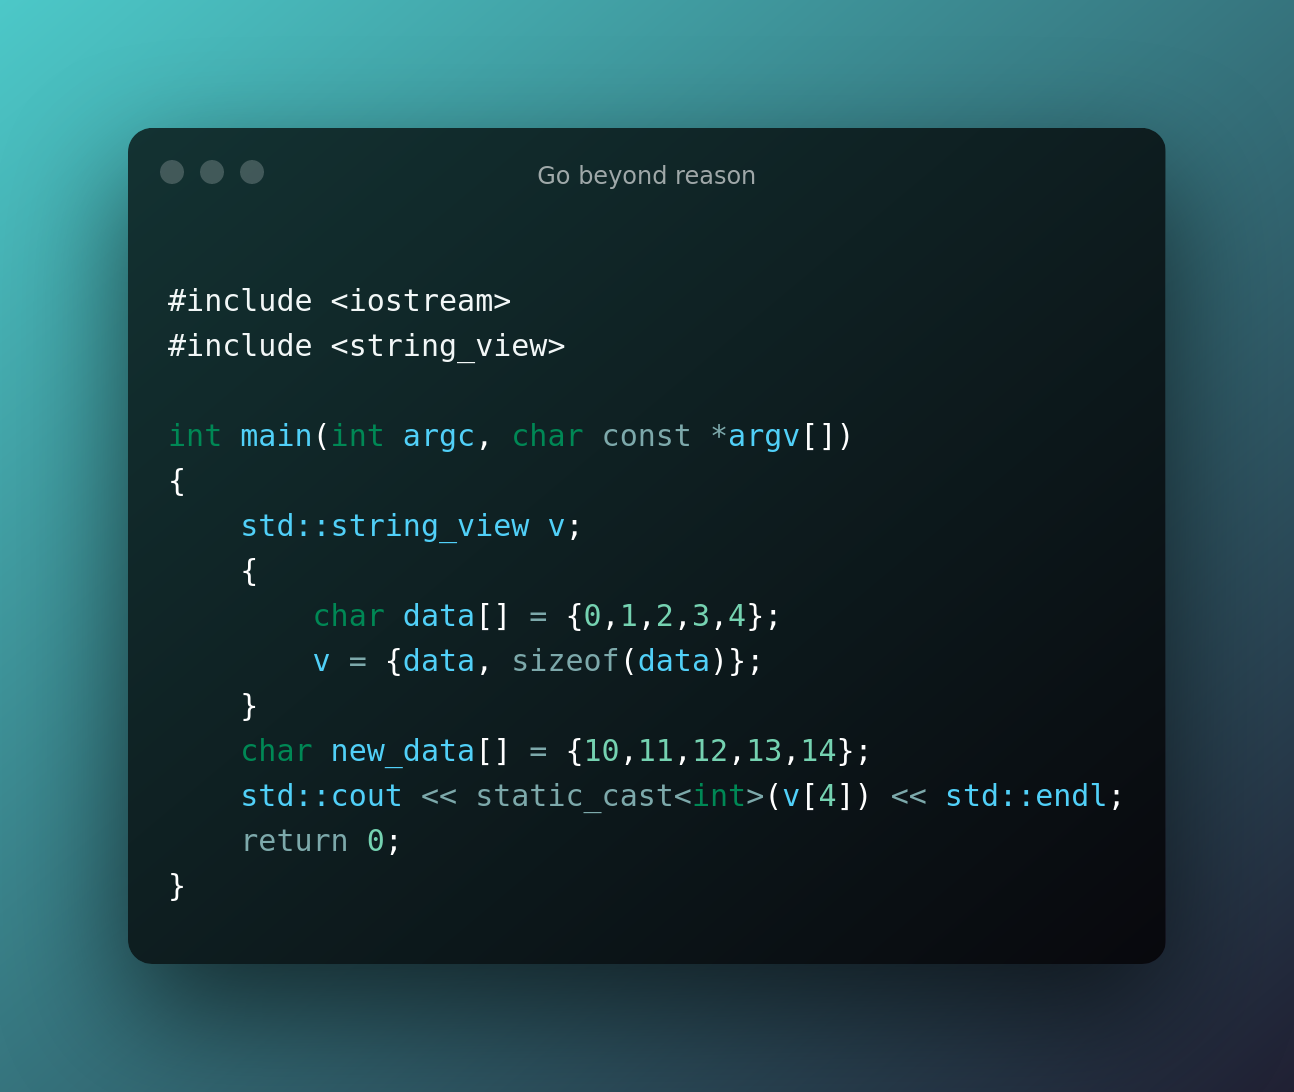 Go beyond reason
#include <iostream>
#include <string_view>
int main(int argc, char const *argv[])
{
    std::string_view v;
    {
        char data[] = {0,1,2,3,4};
        v = {data, sizeof(data)};
    }
    char new_data[] = {10,11,12,13,14};
    std::cout << static_cast<int>(v[4]) << std::endl;
    return 0;
}